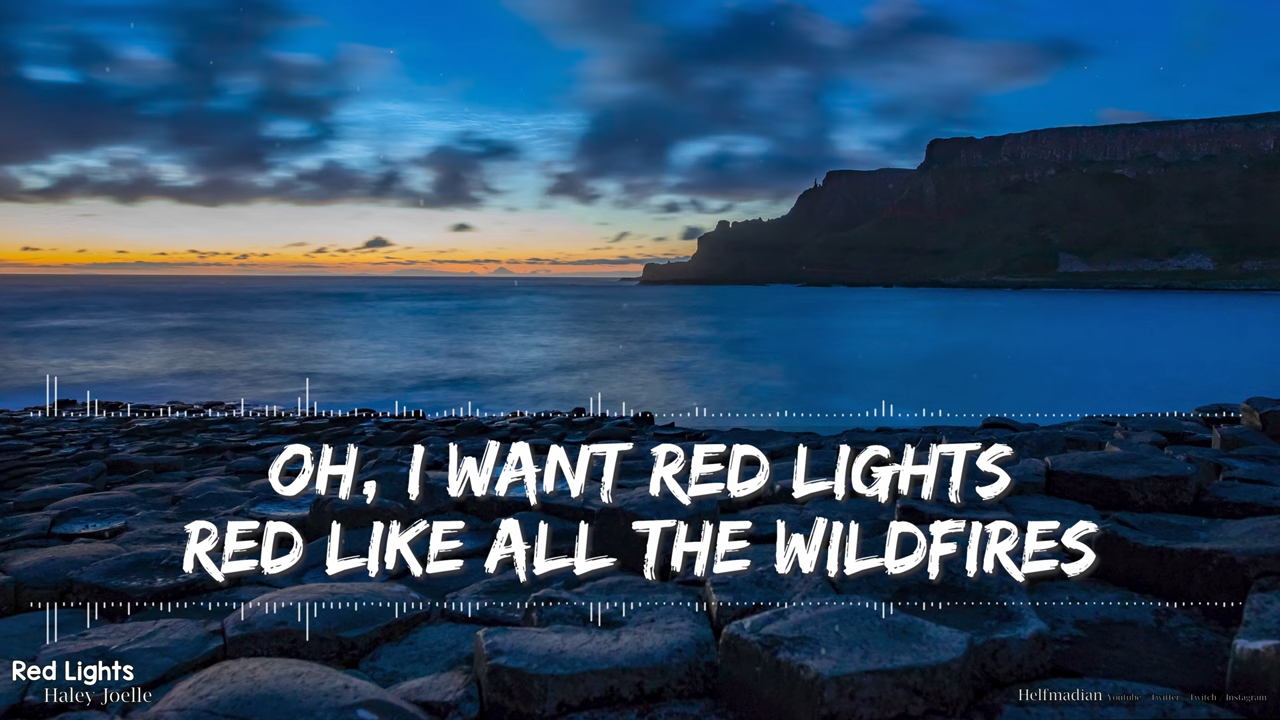 OH, I WANT RED LIGHTS
RED LIKE ALL THE WILDFIRES
Red Lights
Haley Joelle
Helfmadian Youtube Twitter Twitch Instagram